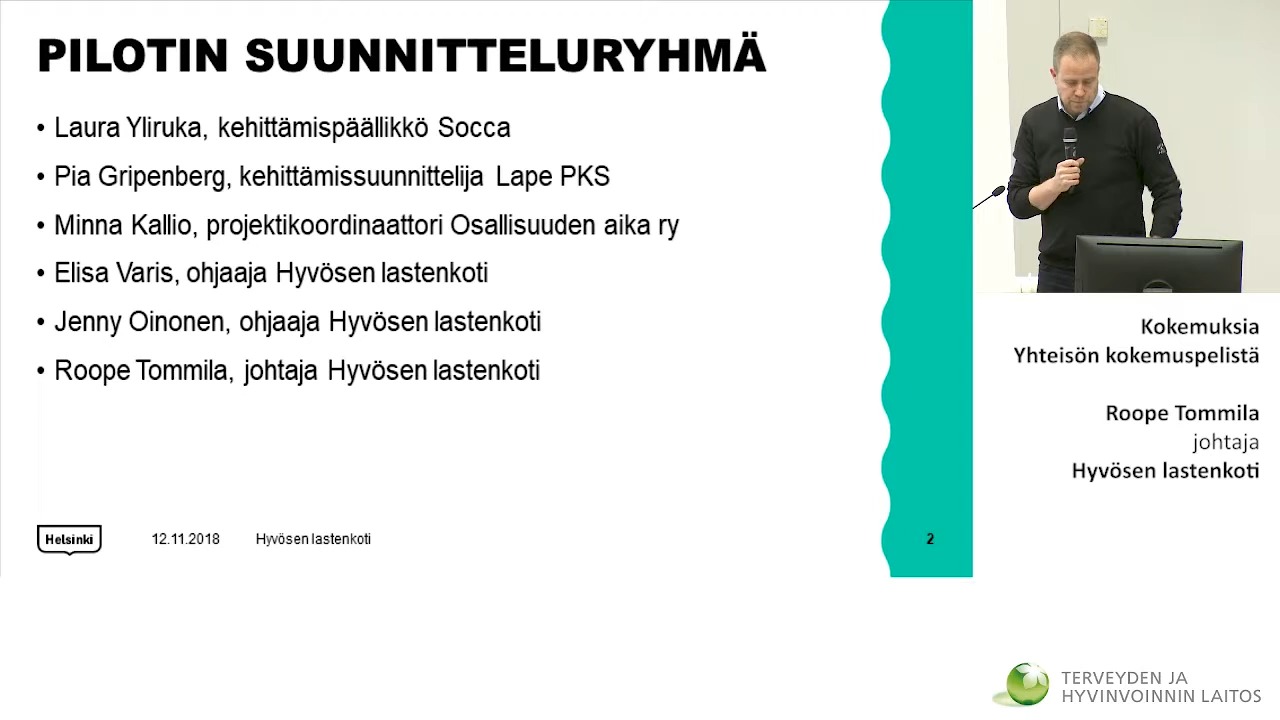 PILOTIN SUUNNITTELURYHMÄ
• Laura Yliruka, kehittämispäällikkö Socca
• Pia Gripenberg, kehittämissuunnittelija Lape PKS
• Minna Kallio, projektikoordinaattori Osallisuuden aika ry
• Elisa Varis, ohjaaja Hyvösen lastenkoti
• Jenny Oinonen, ohjaaja Hyvösen lastenkoti
• Roope Tommila, johtaja Hyvösen lastenkoti
Helsinki
12.11.2018
Hyvösen lastenkoti
2
Kokemuksia
Yhteisön kokemuspelistä
Roope Tommila
johtaja
Hyvösen lastenkoti
TERVEYDEN JA
HYVINVOINNIN LAITOS